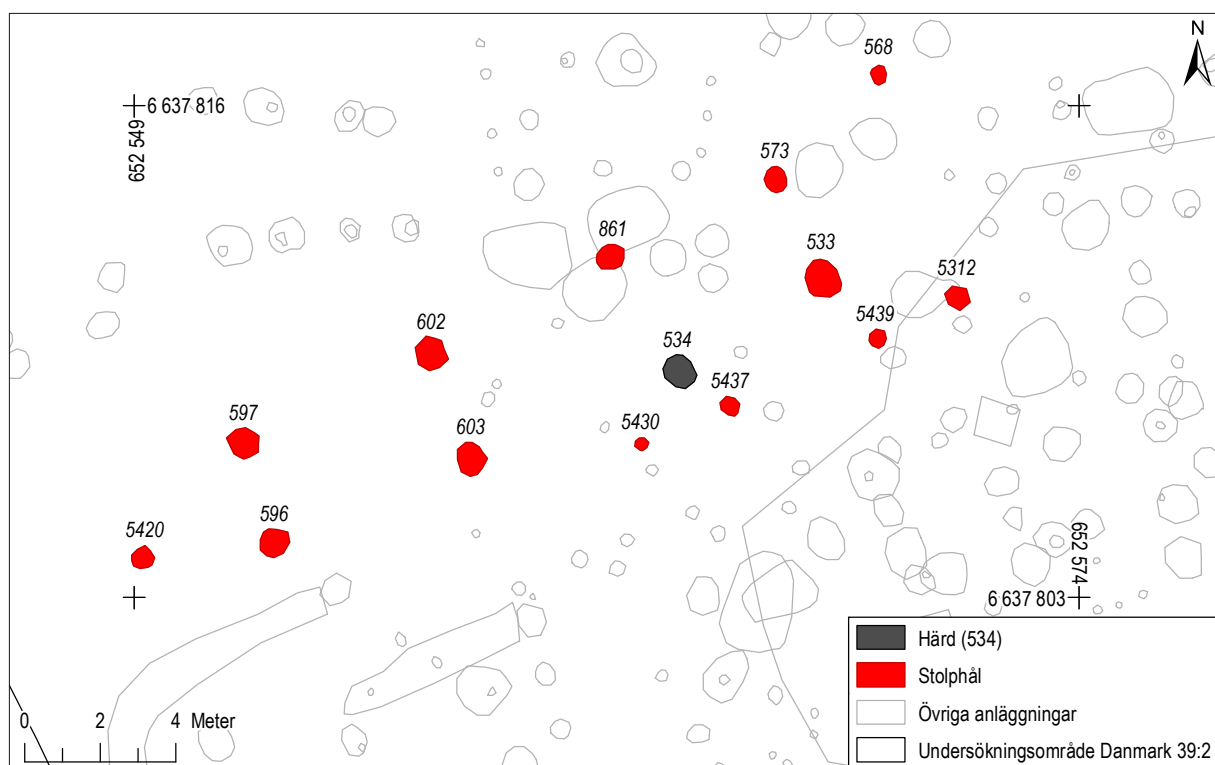 N
568
6 637 816
652 549
573
861
533
5312
5439
602
534
5437
597
603
5430
5420
596
652 574
6 637 803
Härd (534)
Stolphål
Övriga anläggningar
Undersökningsområde Danmark 39:2
0 2 4 Meter